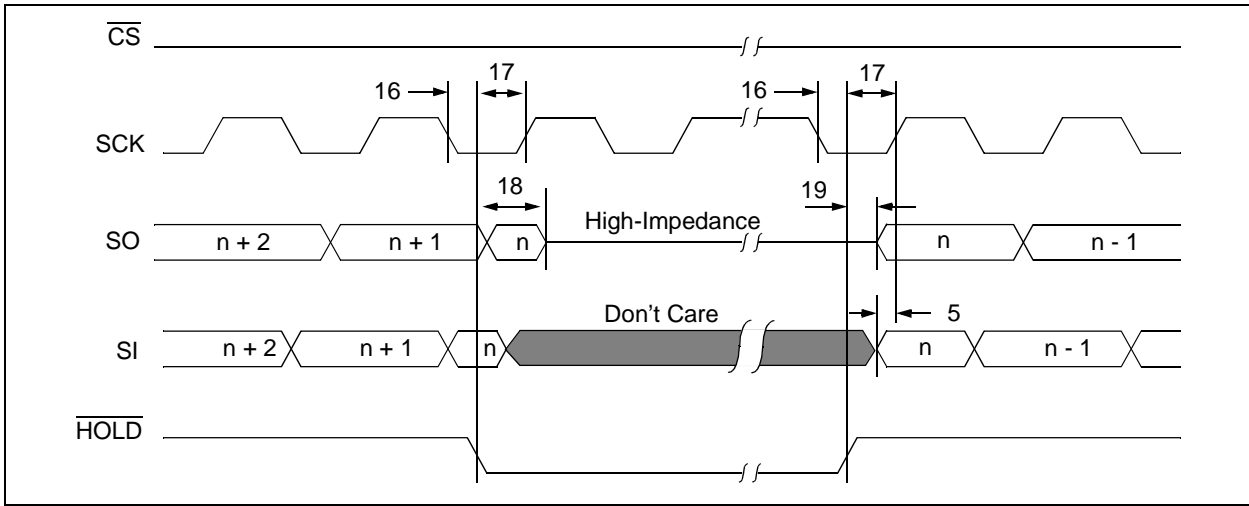 CS
17
17
16
16
SCK
18
19
High-Impedance
SO
n + 2
n + 1
n
n
n - 1
Don't Care
5
SI
n + 2
n + 1
n
n
n - 1
HOLD